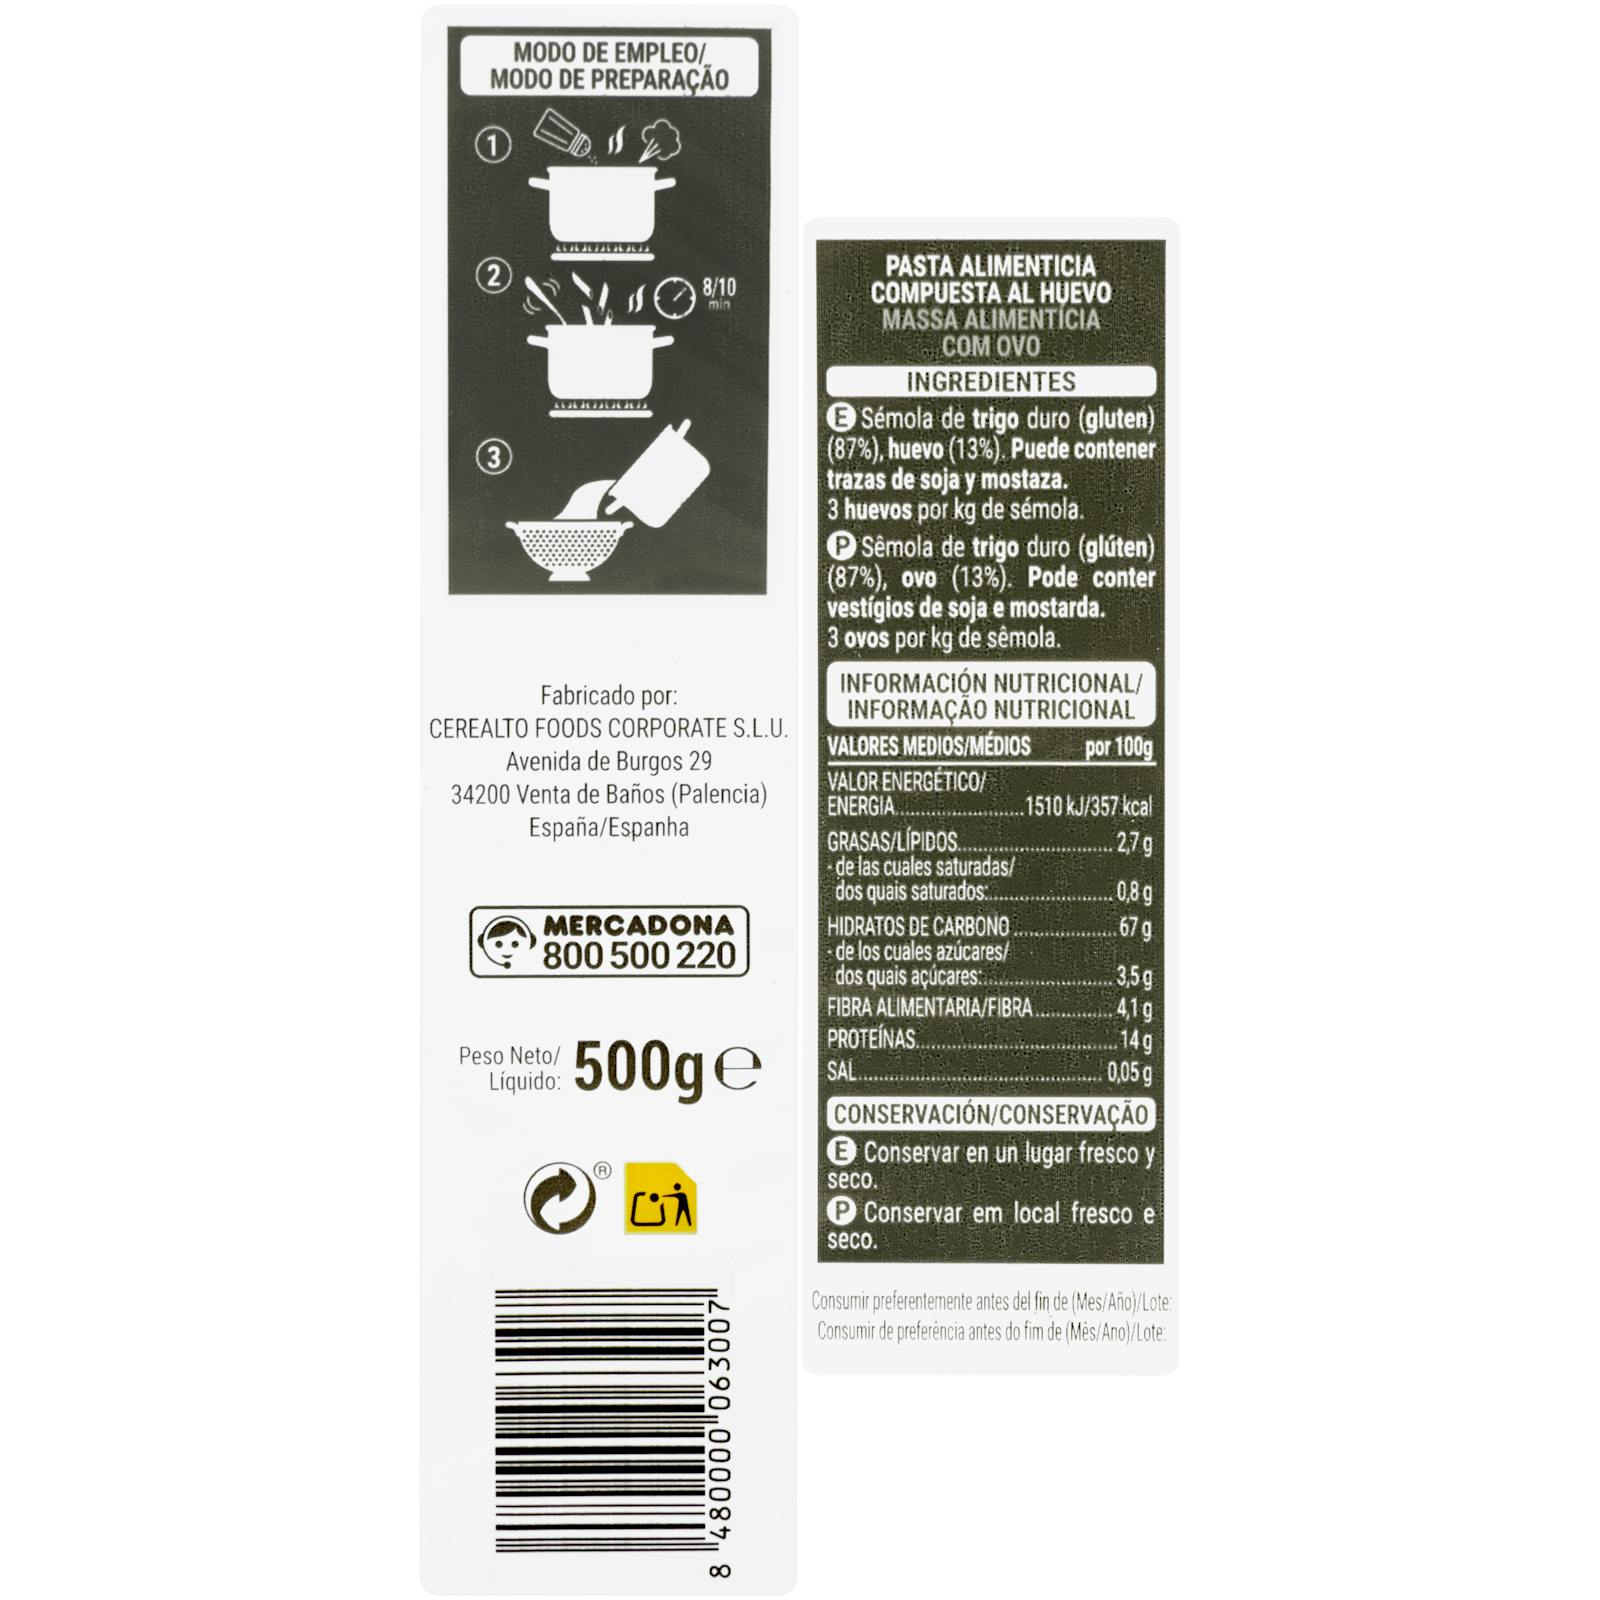 MODO DE EMPLEO/
MODO DE PREPARAÇÃO
1
2
8/10
min
3
Fabricado por:
CEREALTO FOODS CORPORATE S.L.U.
Avenida de Burgos 29
34200 Venta de Baños (Palencia)
España/Espanha
MERCADONA
800 500 220
Peso Neto/
Líquido:
500g e
®
8 480000 063007
PASTA ALIMENTICIA
COMPUESTA AL HUEVO
MASSA ALIMENTÍCIA
COM OVO
INGREDIENTES
E Sémola de trigo duro (gluten)
(87%), huevo (13%). Puede contener
trazas de soja y mostaza.
3 huevos por kg de sémola.
P Sêmola de trigo duro (glúten)
(87%), ovo (13%). Pode conter
vestígios de soja e mostarda.
3 ovos por kg de sêmola.
INFORMACIÓN NUTRICIONAL/
INFORMAÇÃO NUTRICIONAL
VALORES MEDIOS/MÉDIOS por 100g
VALOR ENERGÉTICO/
ENERGIA....................1510 kJ/357 kcal
GRASAS/LÍPIDOS.................... 2,7 g
- de las cuales saturadas/
dos quais saturados:.................... 0,8 g
HIDRATOS DE CARBONO.................... 67 g
- de los cuales azúcares/
dos quais açúcares:.................... 3,5 g
FIBRA ALIMENTARIA/FIBRA.................... 4,1 g
PROTEÍNAS.................... 14 g
SAL.................... 0,05 g
CONSERVACIÓN/CONSERVAÇÃO
E Conservar en un lugar fresco y
seco.
P Conservar em local fresco e
seco.
Consumir preferentemente antes del fin de (Mes/Año)/Lote:
Consumir de preferência antes do fim de (Mês/Ano)/Lote: